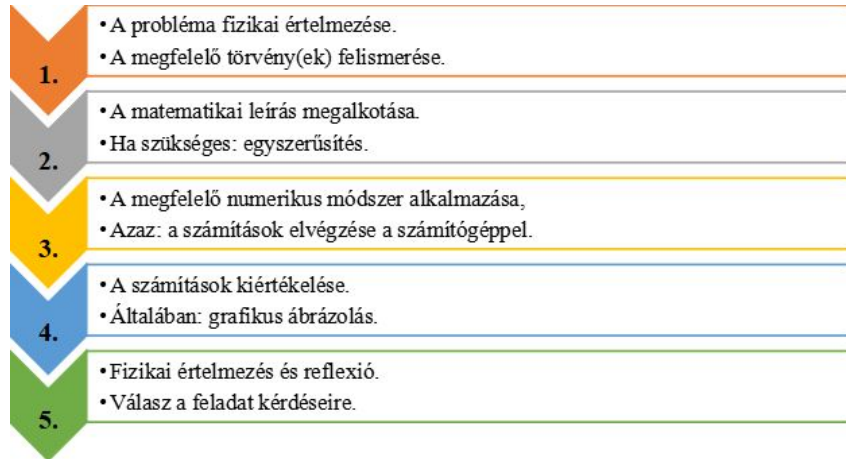 1.
• A probléma fizikai értelmezése.
• A megfelelő törvény(ek) felismerése.
2.
• A matematikai leírás megalkotása.
• Ha szükséges: egyszerűsítés.
3.
• A megfelelő numerikus módszer alkalmazása,
• Azaz: a számítások elvégzése a számítógéppel.
4.
• A számítások kiértékelése.
• Általában: grafikus ábrázolás.
5.
• Fizikai értelmezés és reflexió.
• Válasz a feladat kérdéseire.